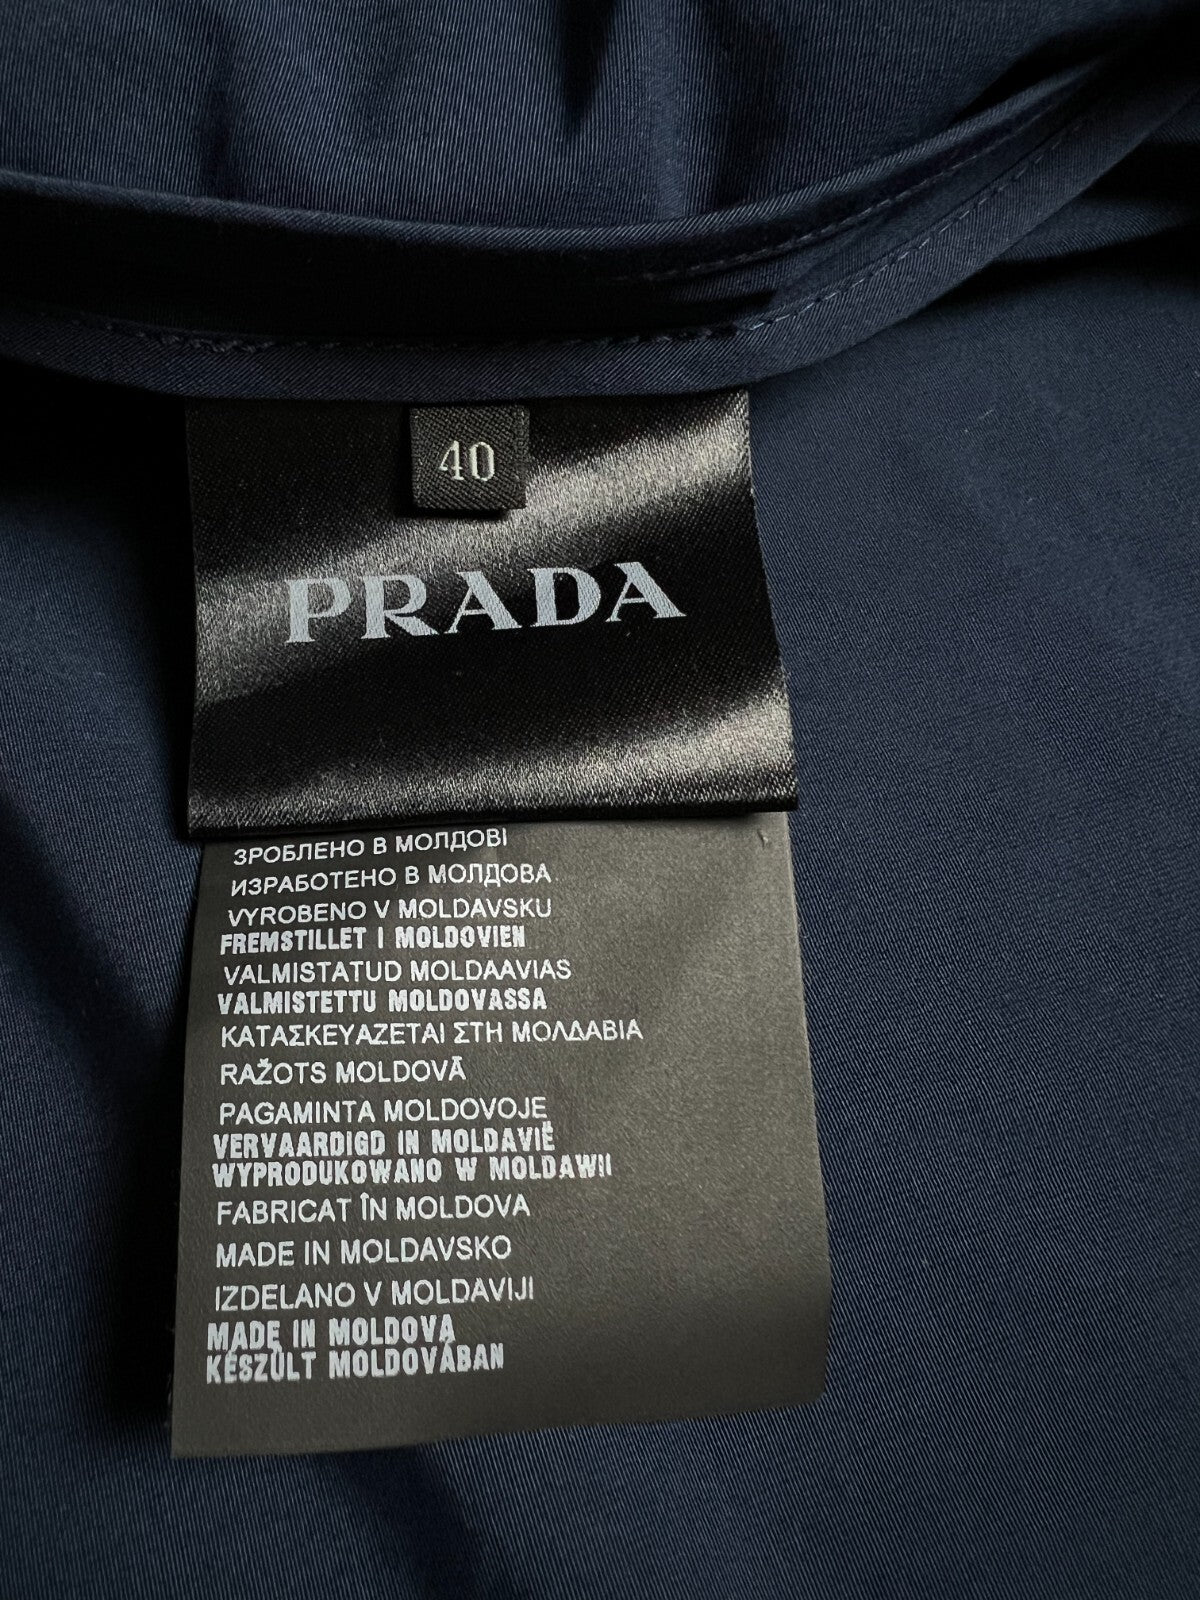 40
PRADA
ЗРОБЛЕНО В МОЛДОВІ
ИЗРАБОТЕНО В МОЛДОВА
VYROBENO V MOLDAVSKU
FREMSTILLET I MOLDOVIEN
VALMISTATUD MOLDAAVIAS
VALMISTETTU MOLDOVASSA
ΚΑΤΑΣΚΕYΑΖΕΤΑΙ ΣΤΗ ΜΟΛΔΑΒΙΑ
RAŽOTS MOLDOVĀ
PAGAMINTA MOLDOVOJE
VERVAARDIGD IN MOLDAVIË
WYPRODUKOWANO W MOLDAWII
FABRICAT ÎN MOLDOVA
MADE IN MOLDAVSKO
IZDELANO V MOLDAVIJI
MADE IN MOLDOVA
KÉSZÜLT MOLDOVÁBAN